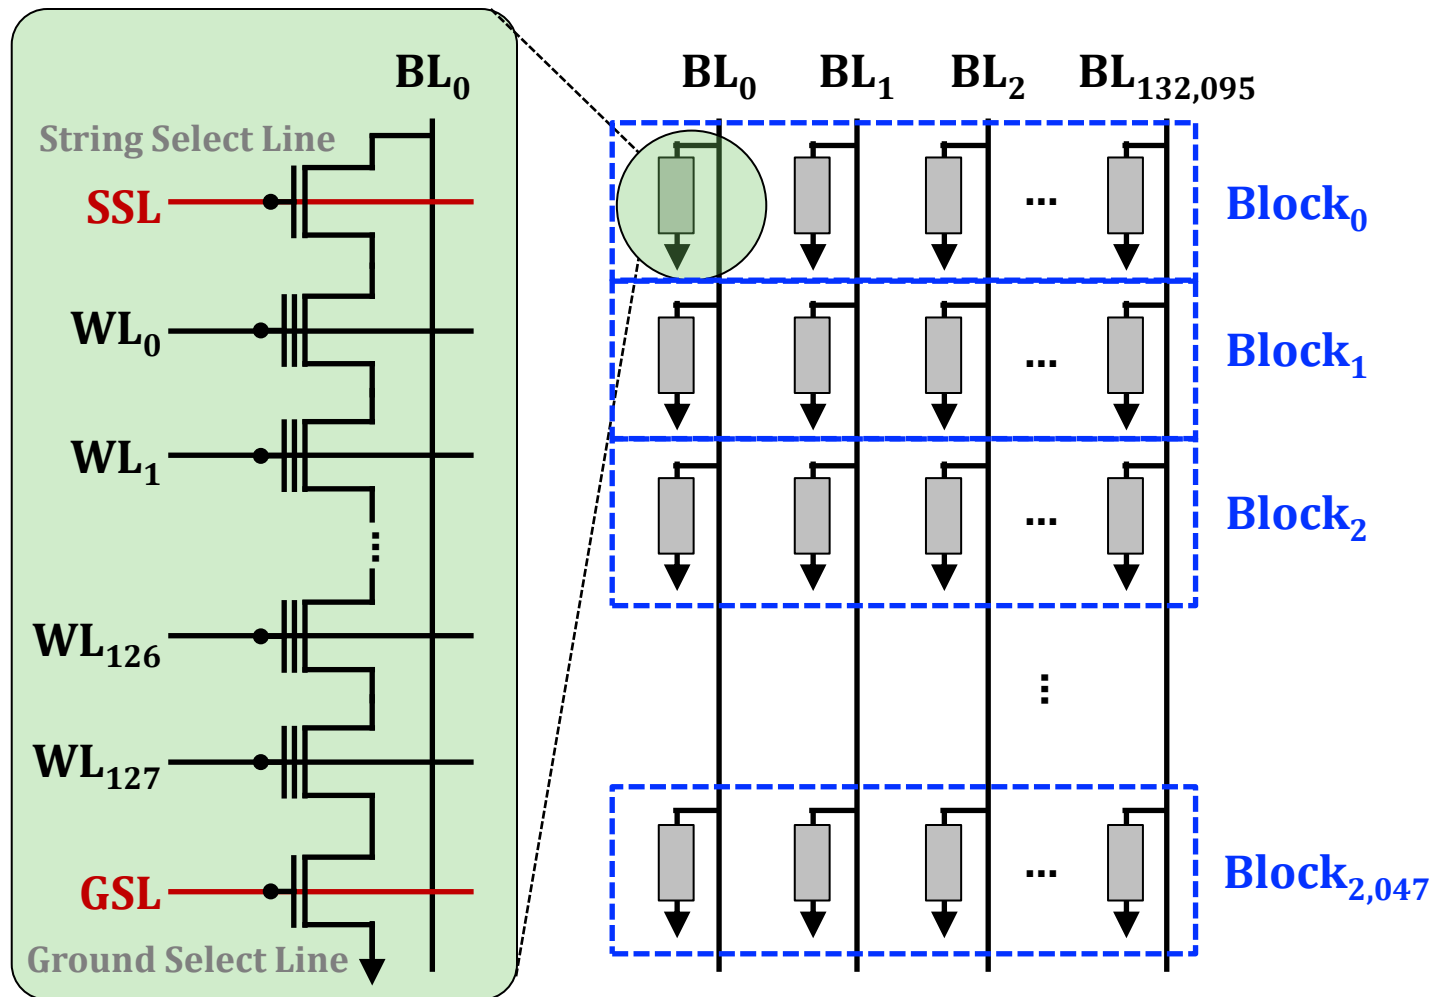 BL₀
String Select Line
SSL
WL₀
WL₁
...
WL₁₂₆
WL₁₂₇
GSL
Ground Select Line
BL₀ BL₁ BL₂ BL₁₃₂,₀₉₅
... Block₀
... Block₁
... Block₂
...
... Block₂,₀₄₇